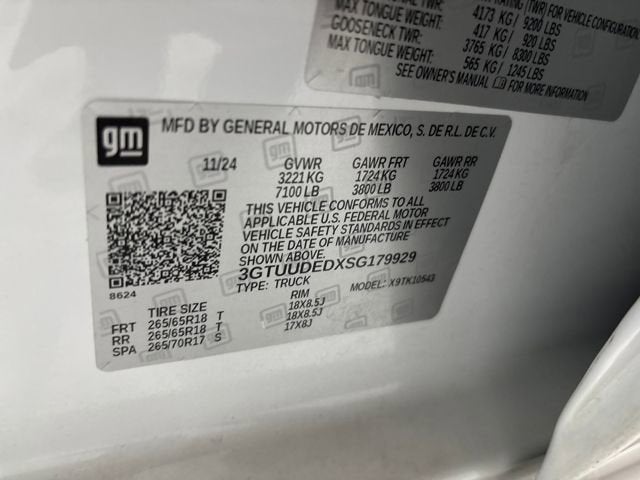 RATING (TWR) FOR VEHICLE CONFIGURATION
4173 KG / 9200 LBS
MAX TONGUE WEIGHT: 417 KG / 920 LBS
GOOSENECK TWR: 3765 KG / 8300 LBS
MAX TONGUE WEIGHT: 565 KG / 1245 LBS
SEE OWNER'S MANUAL FOR MORE INFORMATION
gm MFD BY GENERAL MOTORS DE MEXICO, S. DE R.L. DE C.V.
11/24 GVWR GAWR FRT GAWR RR
3221 KG 1724 KG 1724 KG
7100 LB 3800 LB 3800 LB
THIS VEHICLE CONFORMS TO ALL
APPLICABLE U.S. FEDERAL MOTOR
VEHICLE SAFETY STANDARDS IN EFFECT
ON THE DATE OF MANUFACTURE
SHOWN ABOVE.
3GTUUDEDXSG179929
8624 TYPE: TRUCK MODEL: X9TK10543
TIRE SIZE RIM
FRT 265/65R18 T 18X8.5J
RR 265/65R18 T 18X8.5J
SPA 265/70R17 S 17X8J